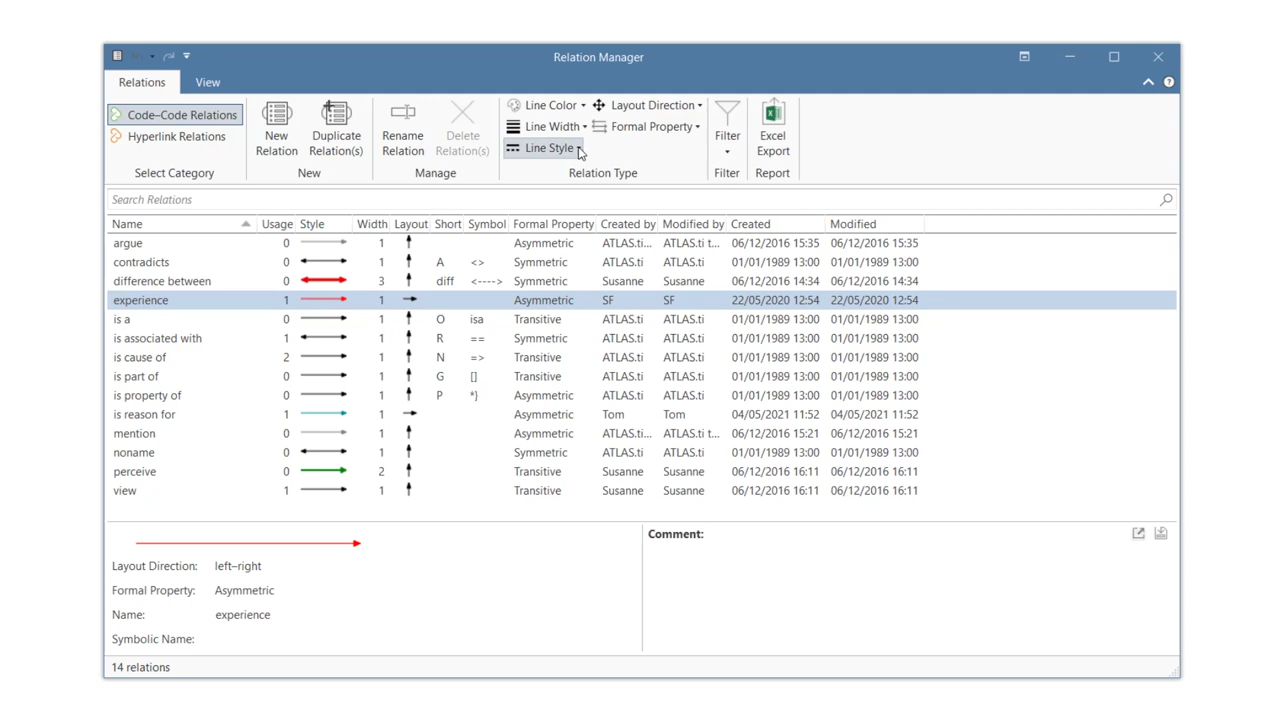 Relation Manager
Relations View
Code–Code Relations
Hyperlink Relations
Select Category
New Relation
Duplicate Relation(s)
New
Rename Relation
Delete Relation(s)
Manage
Line Color Layout Direction
Line Width Formal Property
Line Style
Relation Type
Filter
Filter
Excel Export
Report
Search Relations
Name Usage Style Width Layout Short Symbol Formal Property Created by Modified by Created Modified
argue 0 1 Asymmetric ATLAS.ti... ATLAS.ti t... 06/12/2016 15:35 06/12/2016 15:35
contradicts 0 1 A <> Symmetric ATLAS.ti ATLAS.ti 01/01/1989 13:00 01/01/1989 13:00
difference between 0 3 diff <----> Symmetric Susanne Susanne 06/12/2016 14:34 06/12/2016 14:34
experience 1 1 Asymmetric SF SF 22/05/2020 12:54 22/05/2020 12:54
is a 0 1 O isa Transitive ATLAS.ti ATLAS.ti 01/01/1989 13:00 01/01/1989 13:00
is associated with 1 1 R == Symmetric ATLAS.ti ATLAS.ti 01/01/1989 13:00 01/01/1989 13:00
is cause of 2 1 N => Transitive ATLAS.ti ATLAS.ti 01/01/1989 13:00 01/01/1989 13:00
is part of 0 1 G [] Transitive ATLAS.ti ATLAS.ti 01/01/1989 13:00 01/01/1989 13:00
is property of 0 1 P *} Asymmetric ATLAS.ti ATLAS.ti 01/01/1989 13:00 01/01/1989 13:00
is reason for 1 1 Asymmetric Tom Tom 04/05/2021 11:52 04/05/2021 11:52
mention 0 1 Asymmetric ATLAS.ti... ATLAS.ti t... 06/12/2016 15:21 06/12/2016 15:21
noname 0 1 Symmetric ATLAS.ti ATLAS.ti 01/01/1989 13:00 01/01/1989 13:00
perceive 0 2 Transitive Susanne Susanne 06/12/2016 16:11 06/12/2016 16:11
view 1 1 Transitive Susanne Susanne 06/12/2016 16:11 06/12/2016 16:11
Layout Direction: left–right
Formal Property: Asymmetric
Name: experience
Symbolic Name:
Comment:
14 relations